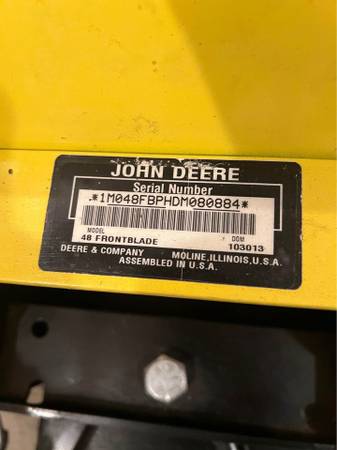 JOHN DEERE
Serial Number
*1M048FBPHDM080884*
MODEL DOM
48 FRONTBLADE 103013
DEERE & COMPANY MOLINE, ILLINOIS, U.S.A.
ASSEMBLED IN U.S.A.